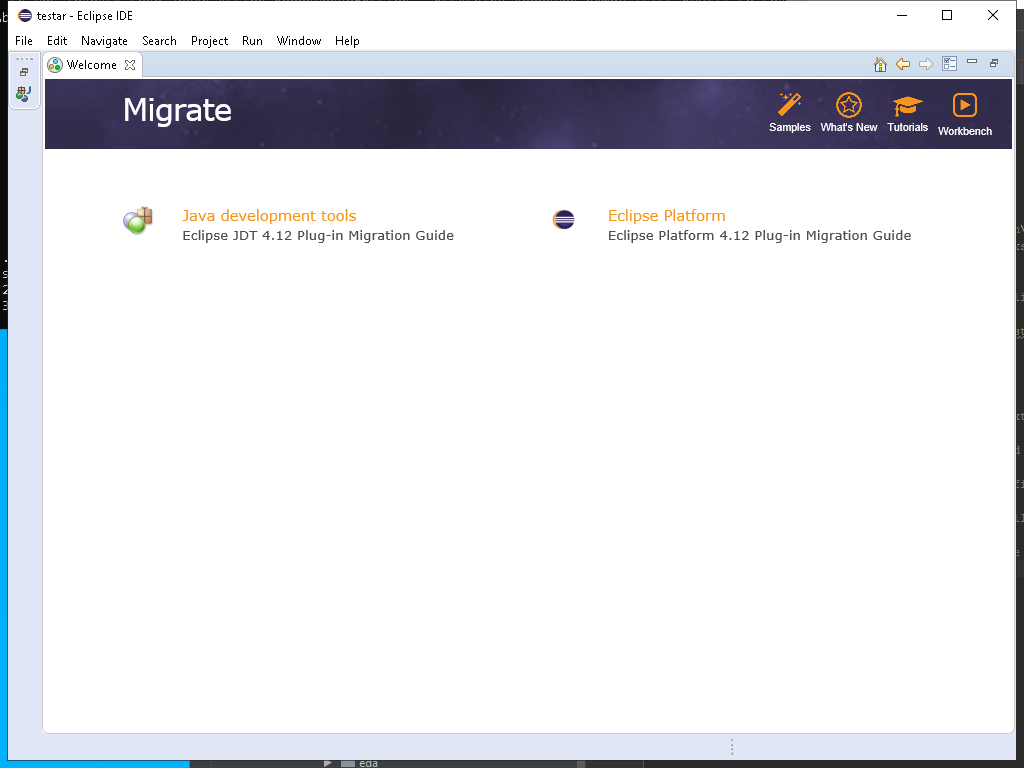 testar - Eclipse IDE
File Edit Navigate Search Project Run Window Help
Welcome
Migrate
Samples What's New Tutorials Workbench
Java development tools
Eclipse JDT 4.12 Plug-in Migration Guide
Eclipse Platform
Eclipse Platform 4.12 Plug-in Migration Guide
eda